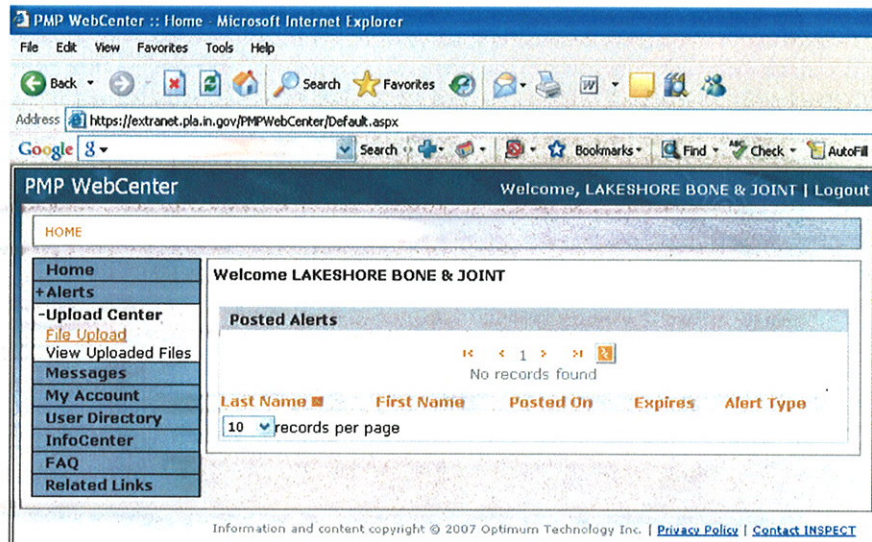 PMP WebCenter :: Home - Microsoft Internet Explorer
File Edit View Favorites Tools Help
Back Search Favorites
Address https://extranet.pla.in.gov/PMPWebCenter/Default.aspx
Google Search Bookmarks Find Check AutoFill
PMP WebCenter Welcome, LAKESHORE BONE & JOINT | Logout
HOME
Home
+Alerts
-Upload Center
File Upload
View Uploaded Files
Messages
My Account
User Directory
InfoCenter
FAQ
Related Links
Welcome LAKESHORE BONE & JOINT
Posted Alerts
1
No records found
Last Name First Name Posted On Expires Alert Type
10 records per page
Information and content copyright © 2007 Optimum Technology Inc. | Privacy Policy | Contact INSPECT